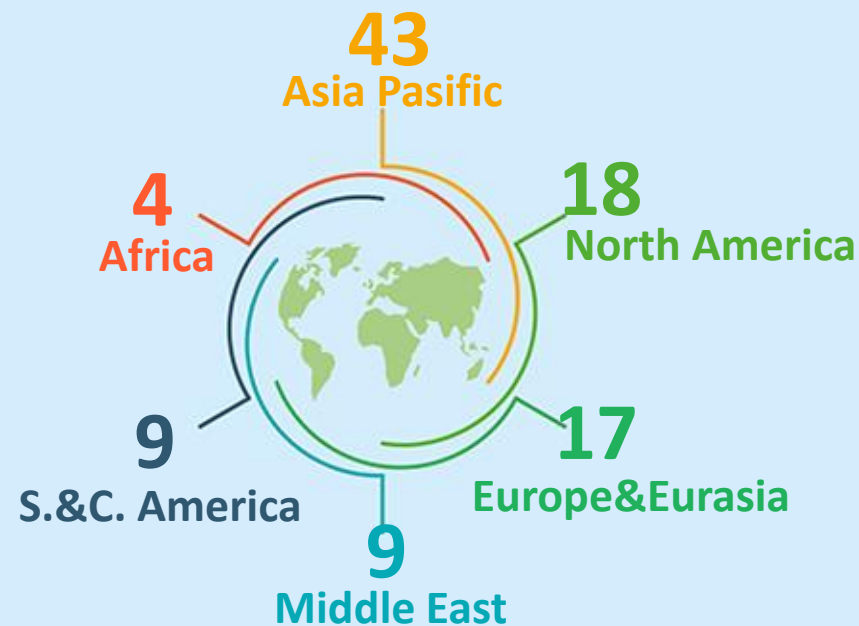 43
Asia Pasific
4
Africa
18
North America
9
S.&C. America
17
Europe&Eurasia
9
Middle East